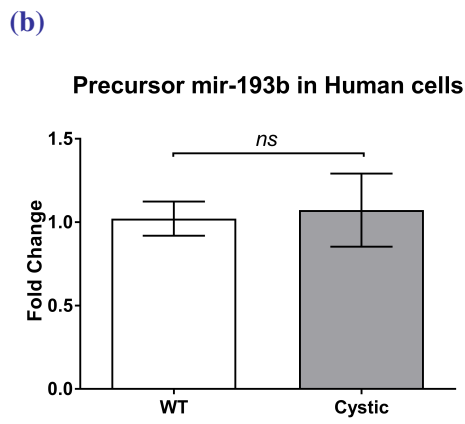 (b)
Precursor mir-193b in Human cells
ns
Fold Change
1.5
1.0
0.5
0.0
WT
Cystic